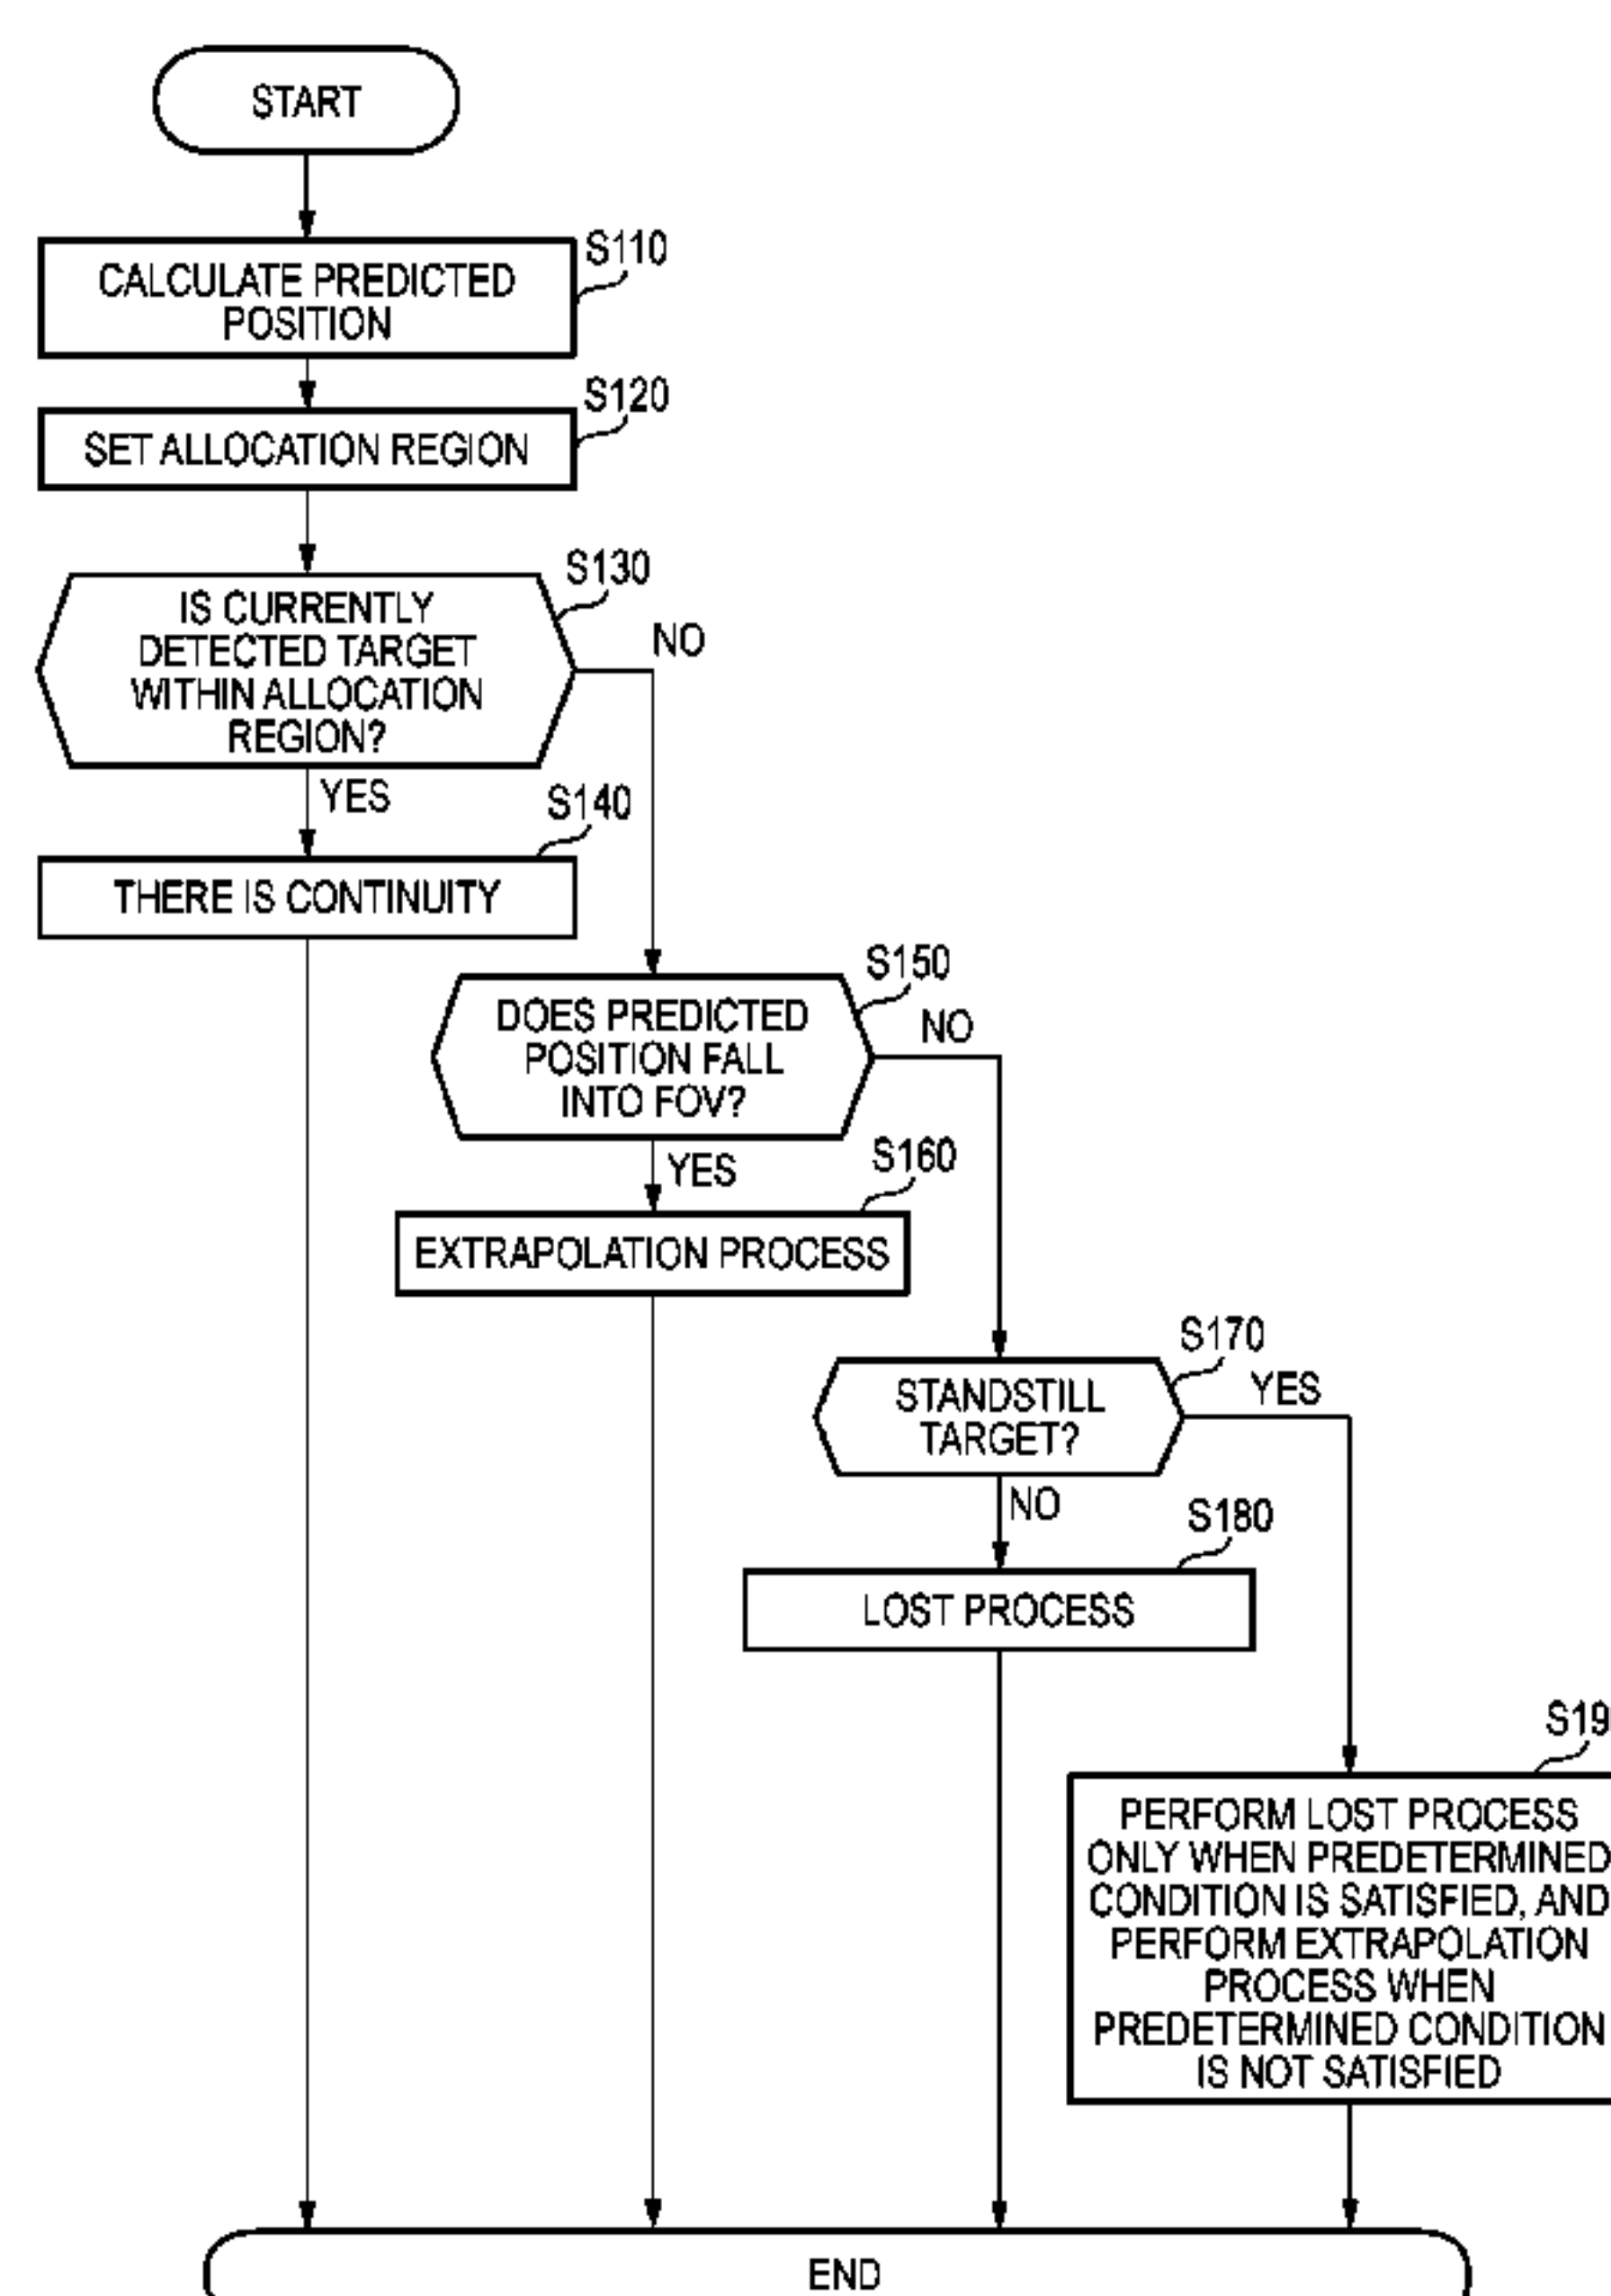 START
S110
CALCULATE PREDICTED
POSITION
S120
SET ALLOCATION REGION
S130
IS CURRENTLY
DETECTED TARGET
WITHIN ALLOCATION
REGION?
NO
YES
S140
THERE IS CONTINUITY
S150
DOES PREDICTED
POSITION FALL
INTO FOV?
NO
YES
S160
EXTRAPOLATION PROCESS
S170
STANDSTILL
TARGET?
YES
NO
S180
LOST PROCESS
S19
PERFORM LOST PROCESS
ONLY WHEN PREDETERMINED
CONDITION IS SATISFIED, AND
PERFORM EXTRAPOLATION
PROCESS WHEN
PREDETERMINED CONDITION
IS NOT SATISFIED
END